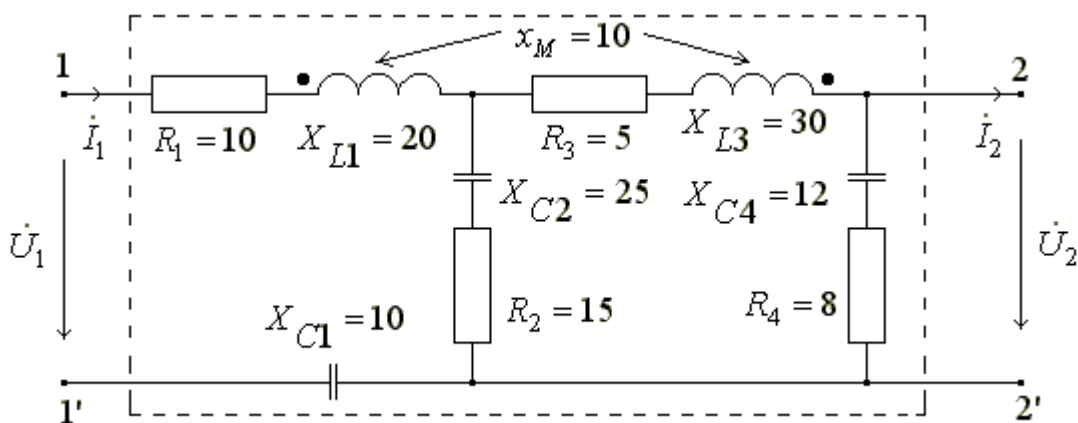 x_M = 10
1
2
İ_1
R_1 = 10
X_L1 = 20
R_3 = 5
X_L3 = 30
İ_2
X_C2 = 25
X_C4 = 12
U̇_1
U̇_2
X_C1 = 10
R_2 = 15
R_4 = 8
1'
2'